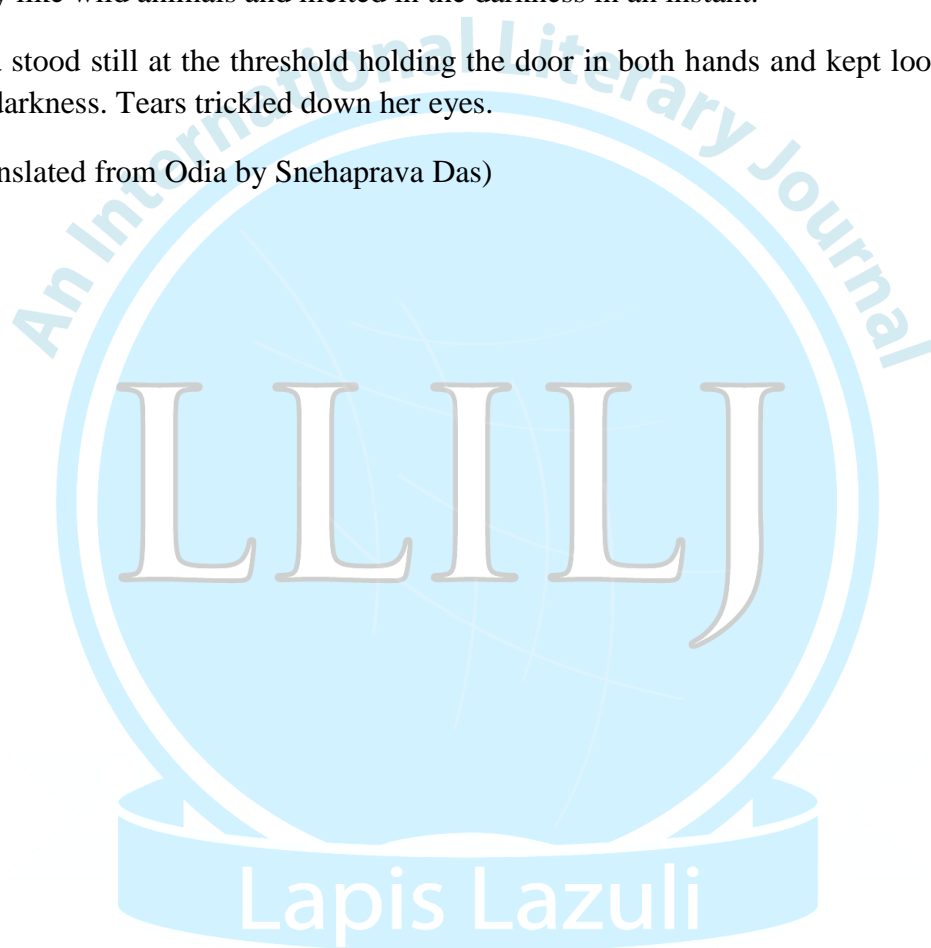 like wild animals and melted in the darkness in an instant.
stood still at the threshold holding the door in both hands and kept loo
darkness. Tears trickled down her eyes.
nslated from Odia by Snehaprava Das)
An International Literary Journal
LLILJ
Lapis Lazuli